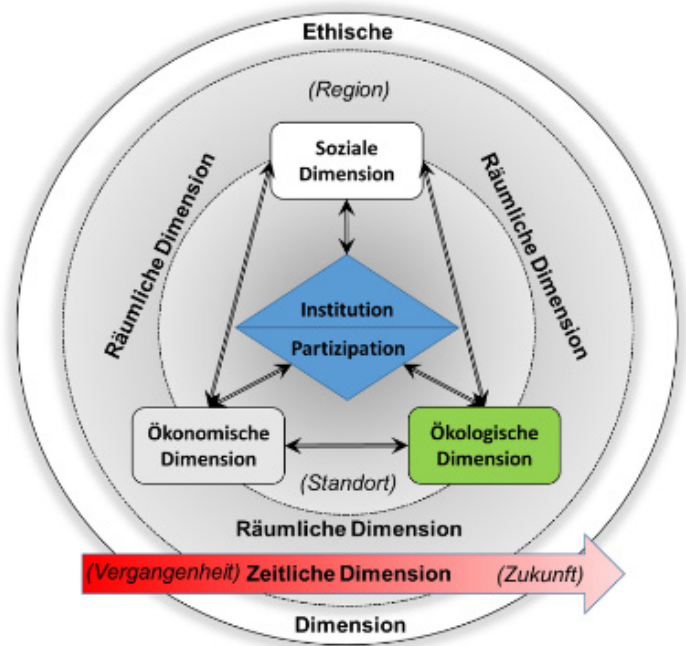 Ethische
(Region)
Soziale
Dimension
Räumliche Dimension
Räumliche Dimension
Institution
Partizipation
Ökonomische
Dimension
Ökologische
Dimension
(Standort)
Räumliche Dimension
(Vergangenheit) Zeitliche Dimension (Zukunft)
Dimension